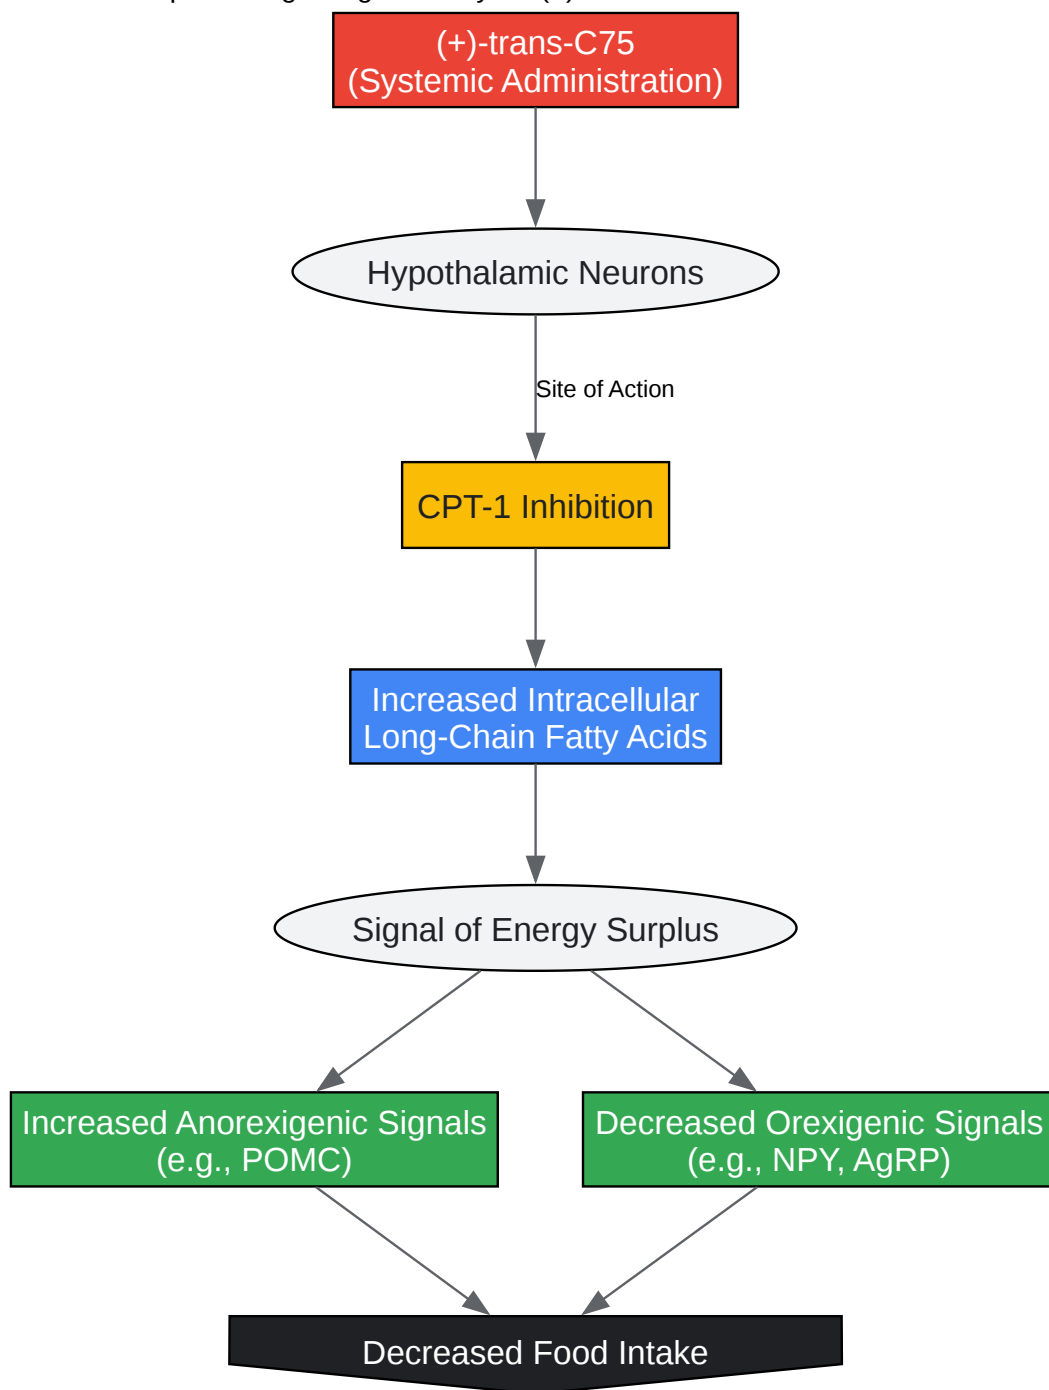 (+)-trans-C75
(Systemic Administration)
Hypothalamic Neurons
Site of Action
CPT-1 Inhibition
Increased Intracellular
Long-Chain Fatty Acids
Signal of Energy Surplus
Increased Anorexigenic Signals
(e.g., POMC)
Decreased Orexigenic Signals
(e.g., NPY, AgRP)
Decreased Food Intake